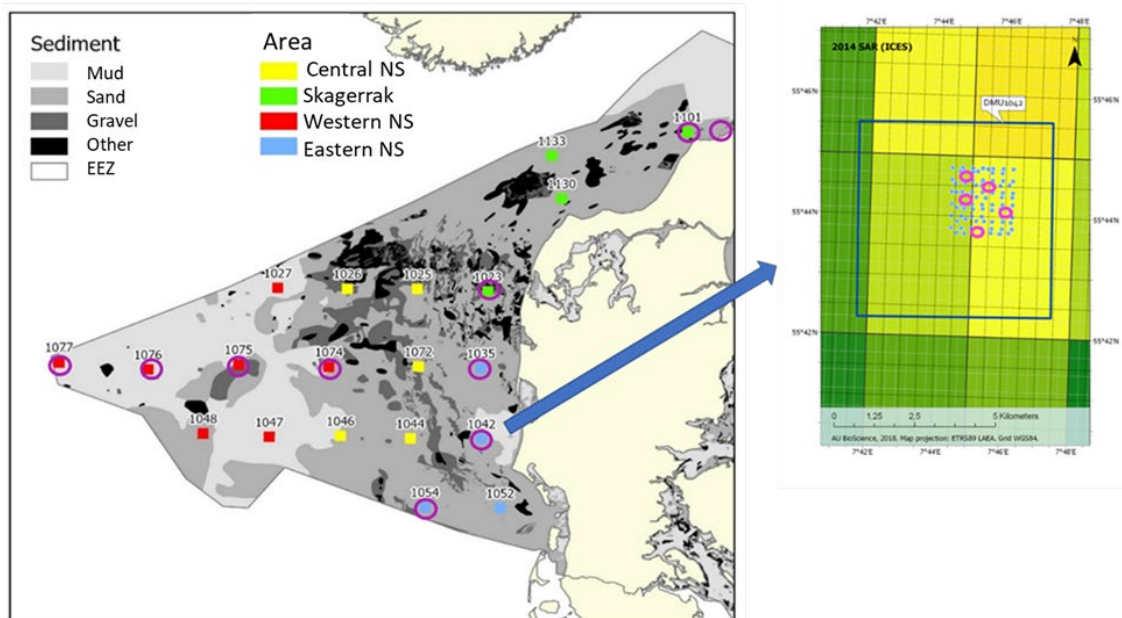 Sediment
Mud
Sand
Gravel
Other
EEZ
Area
Central NS
Skagerrak
Western NS
Eastern NS
1101
1133
1130
1027
1026
1025
1023
1077
1076
1075
1074
1072
1035
1048
1047
1046
1044
1042
1054
1052
7°42'E
7°44'E
7°46'E
7°48'E
2014 SAR (ICES)
N
DMU1042
55°46'N
55°46'N
55°44'N
55°44'N
55°42'N
55°42'N
0 1,25 2,5 5 Kilometers
AU BioScience, 2018. Map projection: ETRS89 LAEA. Grid WGS84.
7°42'E
7°44'E
7°46'E
7°48'E